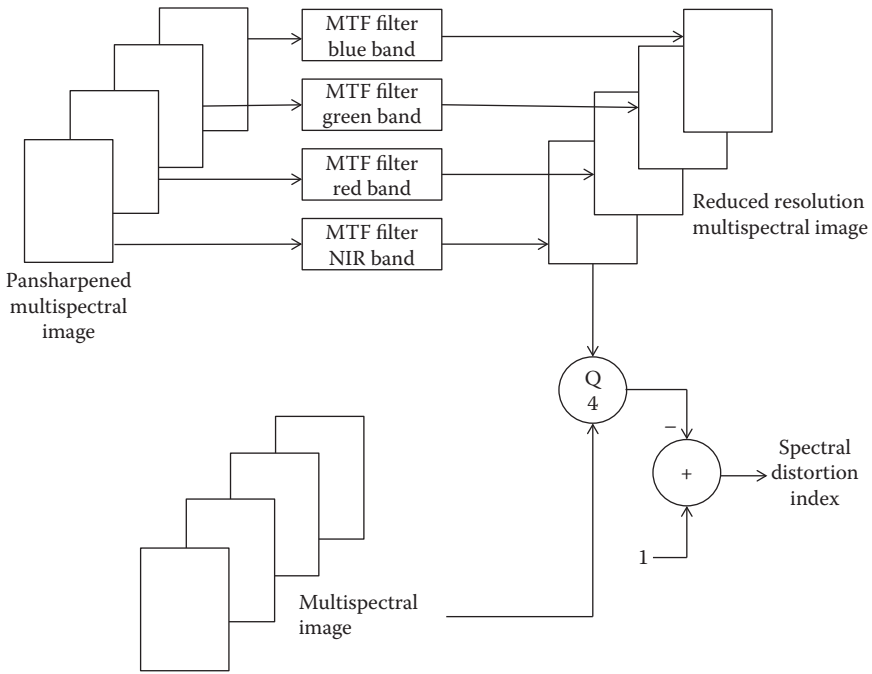 MTF filter
blue band
MTF filter
green band
MTF filter
red band
MTF filter
NIR band
Reduced resolution
multispectral image
Pansharpened
multispectral
image
Q
4
–
+
Spectral
distortion
index
1
Multispectral
image